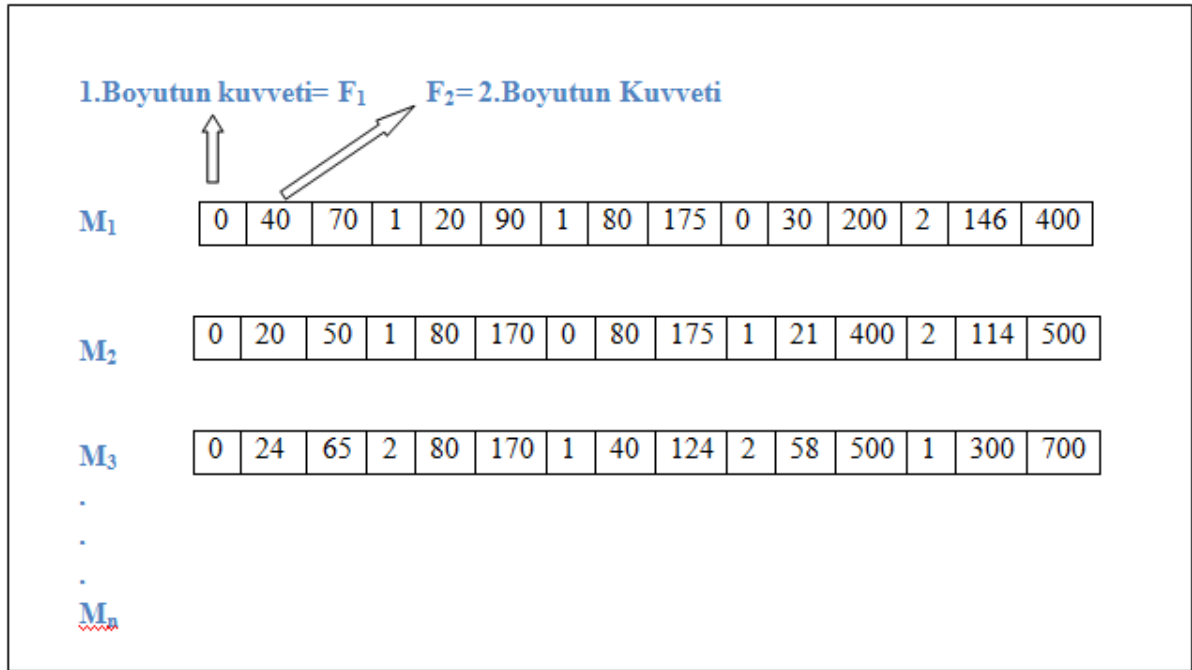 1.Boyutun kuvveti= F₁ F₂= 2.Boyutun Kuvveti
M₁ 0 40 70 1 20 90 1 80 175 0 30 200 2 146 400
M₂ 0 20 50 1 80 170 0 80 175 1 21 400 2 114 500
M₃ 0 24 65 2 80 170 1 40 124 2 58 500 1 300 700
.
.
.
Mₙ